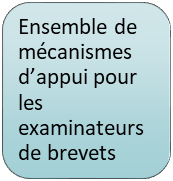 Ensemble de
mécanismes
d’appui pour
les
examinateurs
de brevets